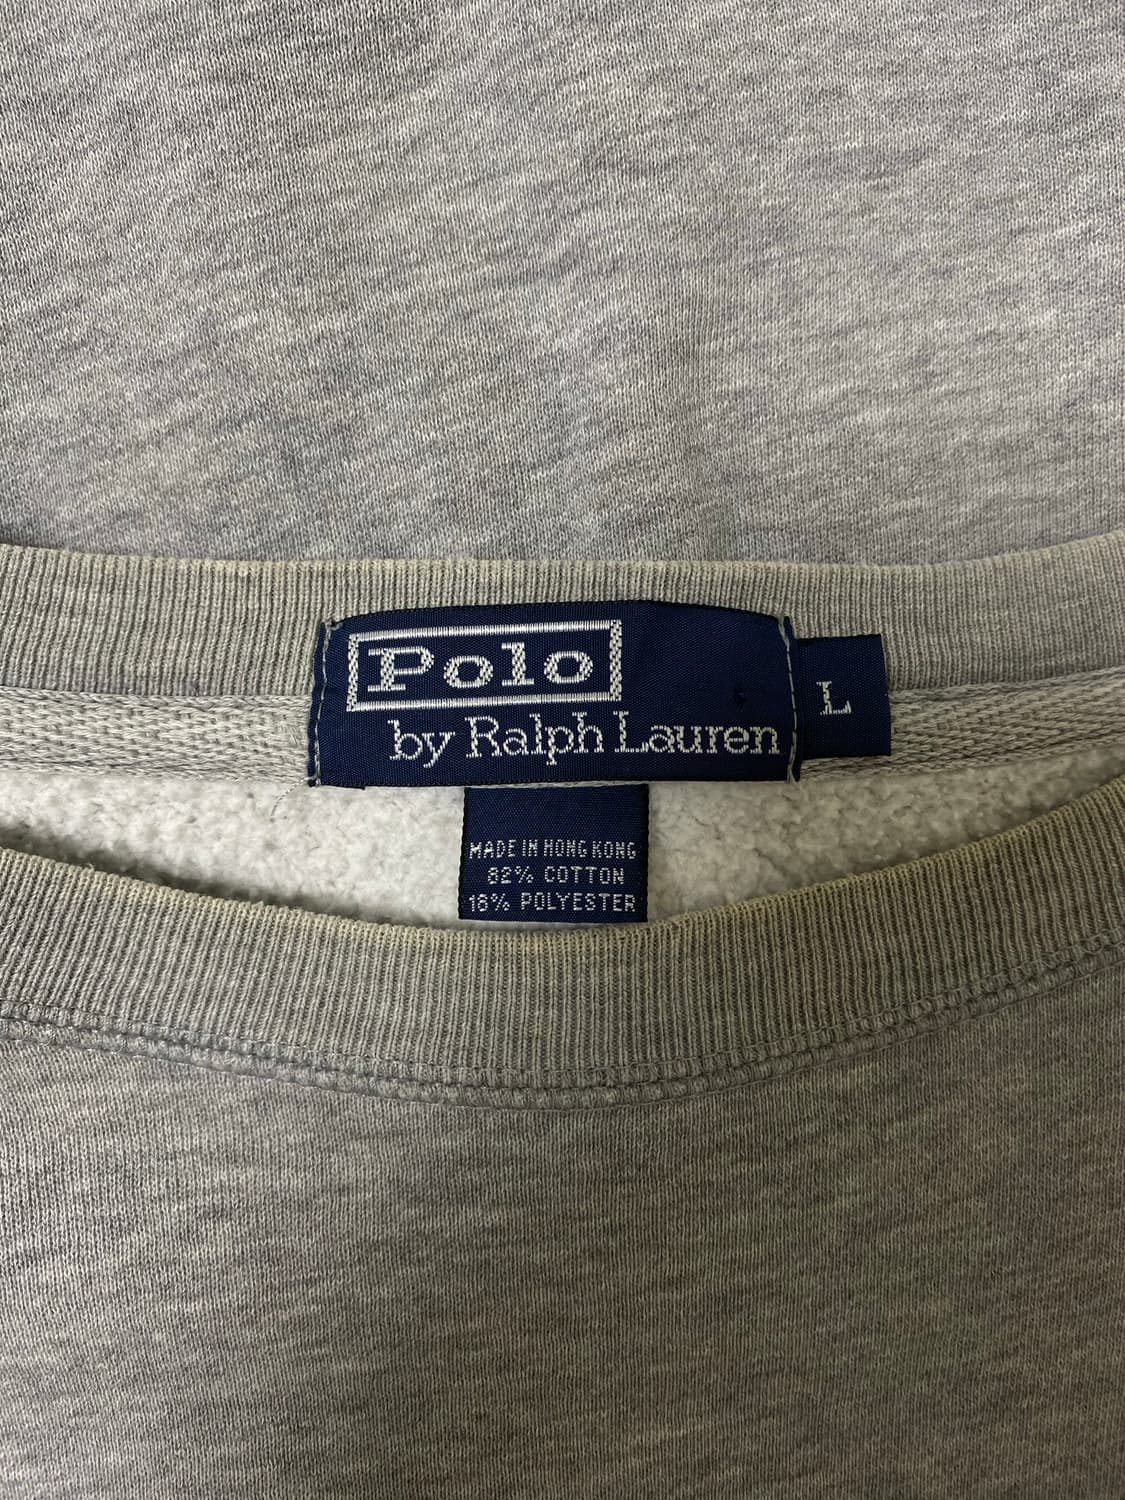 Polo
by Ralph Lauren
L
MADE IN HONG KONG
82% COTTON
18% POLYESTER